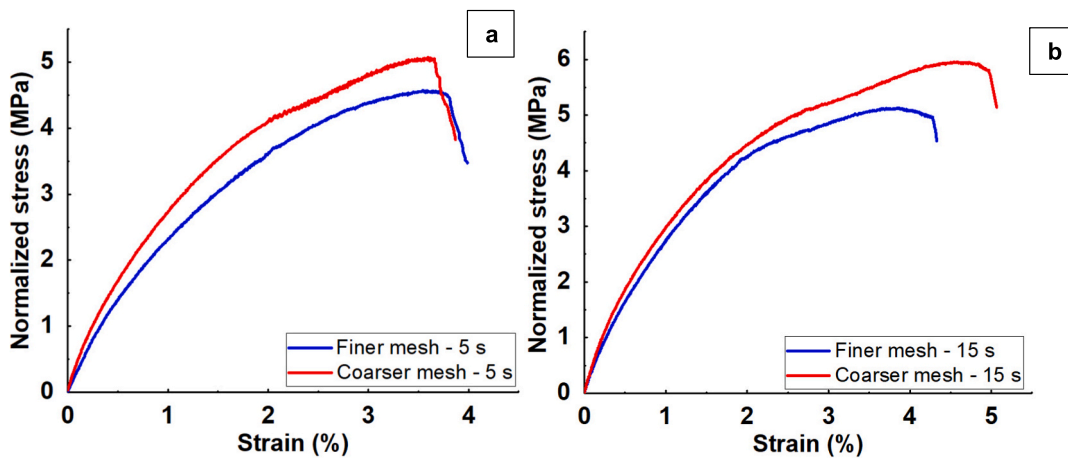 a
Normalized stress (MPa)
5
4
3
2
1
0
Finer mesh - 5 s
Coarser mesh - 5 s
0 1 2 3 4
Strain (%)
b
Normalized stress (MPa)
6
5
4
3
2
1
0
Finer mesh - 15 s
Coarser mesh - 15 s
0 1 2 3 4 5
Strain (%)